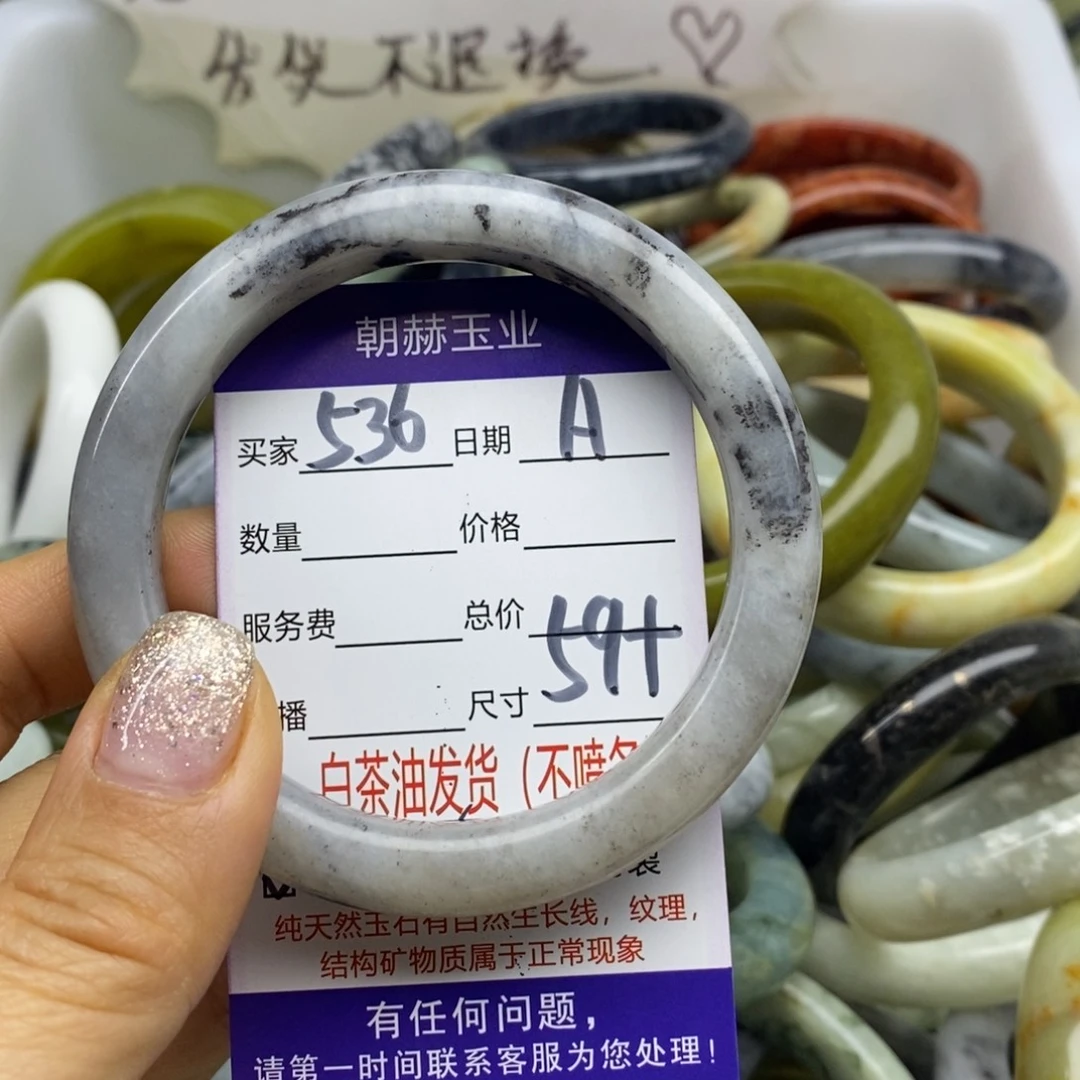 不退换
朝赫玉业
买家 536 日期 A
数量 价格
服务费 总价
播 尺寸 59+
白茶油发货（不喷
装
纯天然玉石有自然生长线，纹理，
结构矿物质属于正常现象
有任何问题，
请第一时间联系客服为您处理！